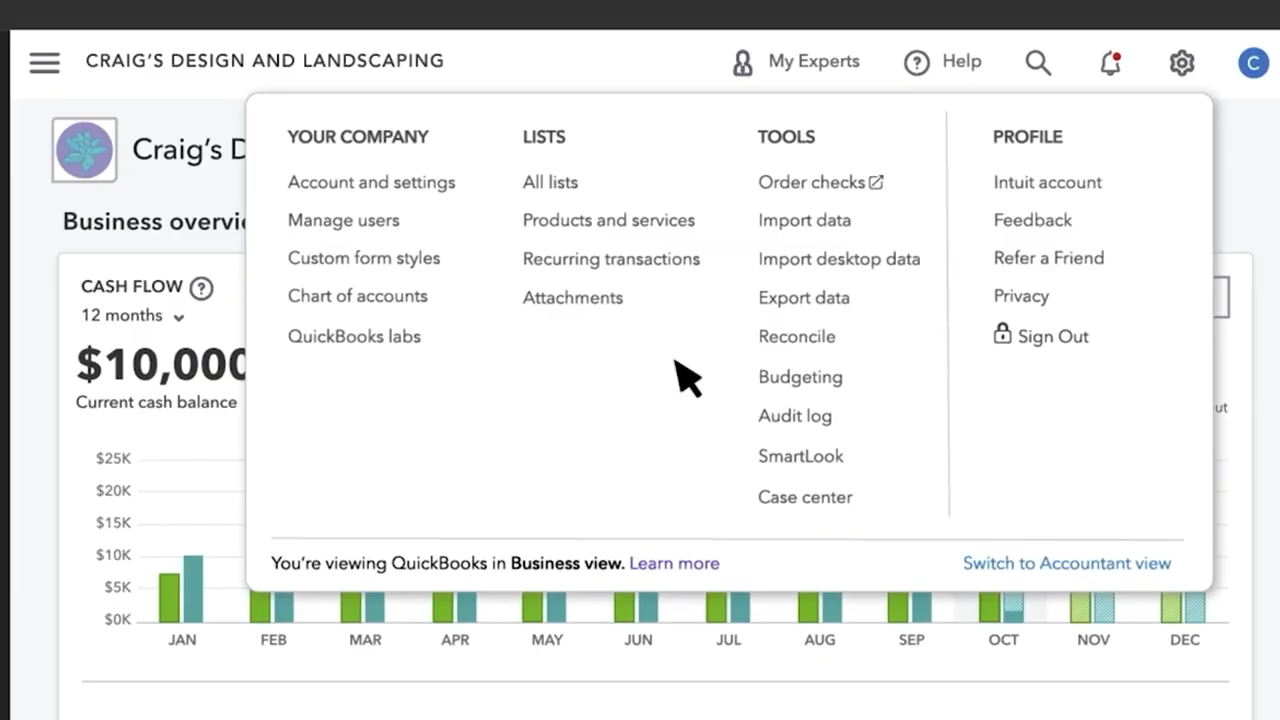 CRAIG'S DESIGN AND LANDSCAPING
My Experts
Help
C
Craig's D
Business overvi
CASH FLOW
12 months
$10,000
Current cash balance
YOUR COMPANY
Account and settings
Manage users
Custom form styles
Chart of accounts
QuickBooks labs
LISTS
All lists
Products and services
Recurring transactions
Attachments
TOOLS
Order checks
Import data
Import desktop data
Export data
Reconcile
Budgeting
Audit log
SmartLook
Case center
PROFILE
Intuit account
Feedback
Refer a Friend
Privacy
Sign Out
You're viewing QuickBooks in Business view. Learn more
Switch to Accountant view
ut
$25K
$20K
$15K
$10K
$5K
$0K
JAN FEB MAR APR MAY JUN JUL AUG SEP OCT NOV DEC